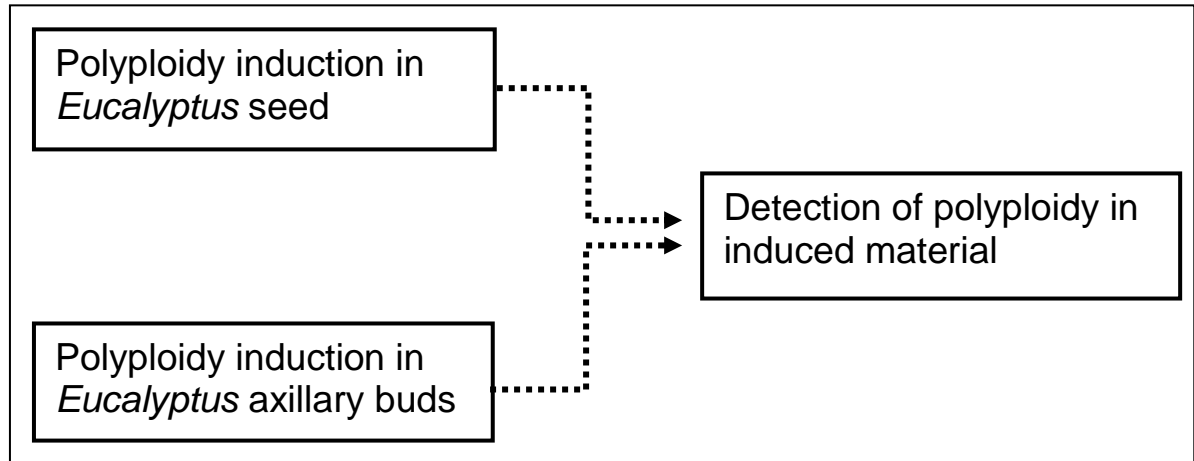 Polyploidy induction in
Eucalyptus seed
Detection of polyploidy in
induced material
Polyploidy induction in
Eucalyptus axillary buds